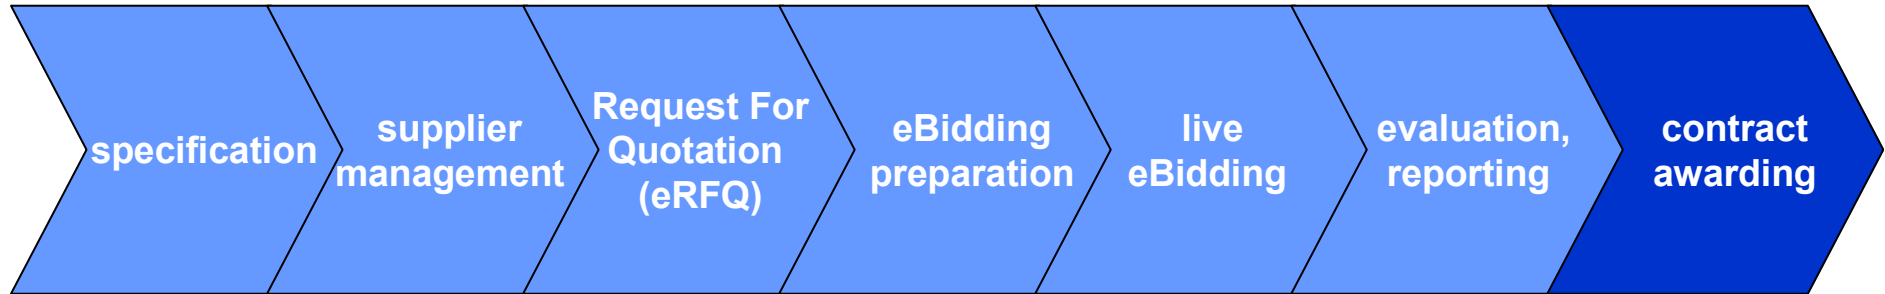 specification
supplier
management
Request For
Quotation
(eRFQ)
eBidding
preparation
live
eBidding
evaluation,
reporting
contract
awarding